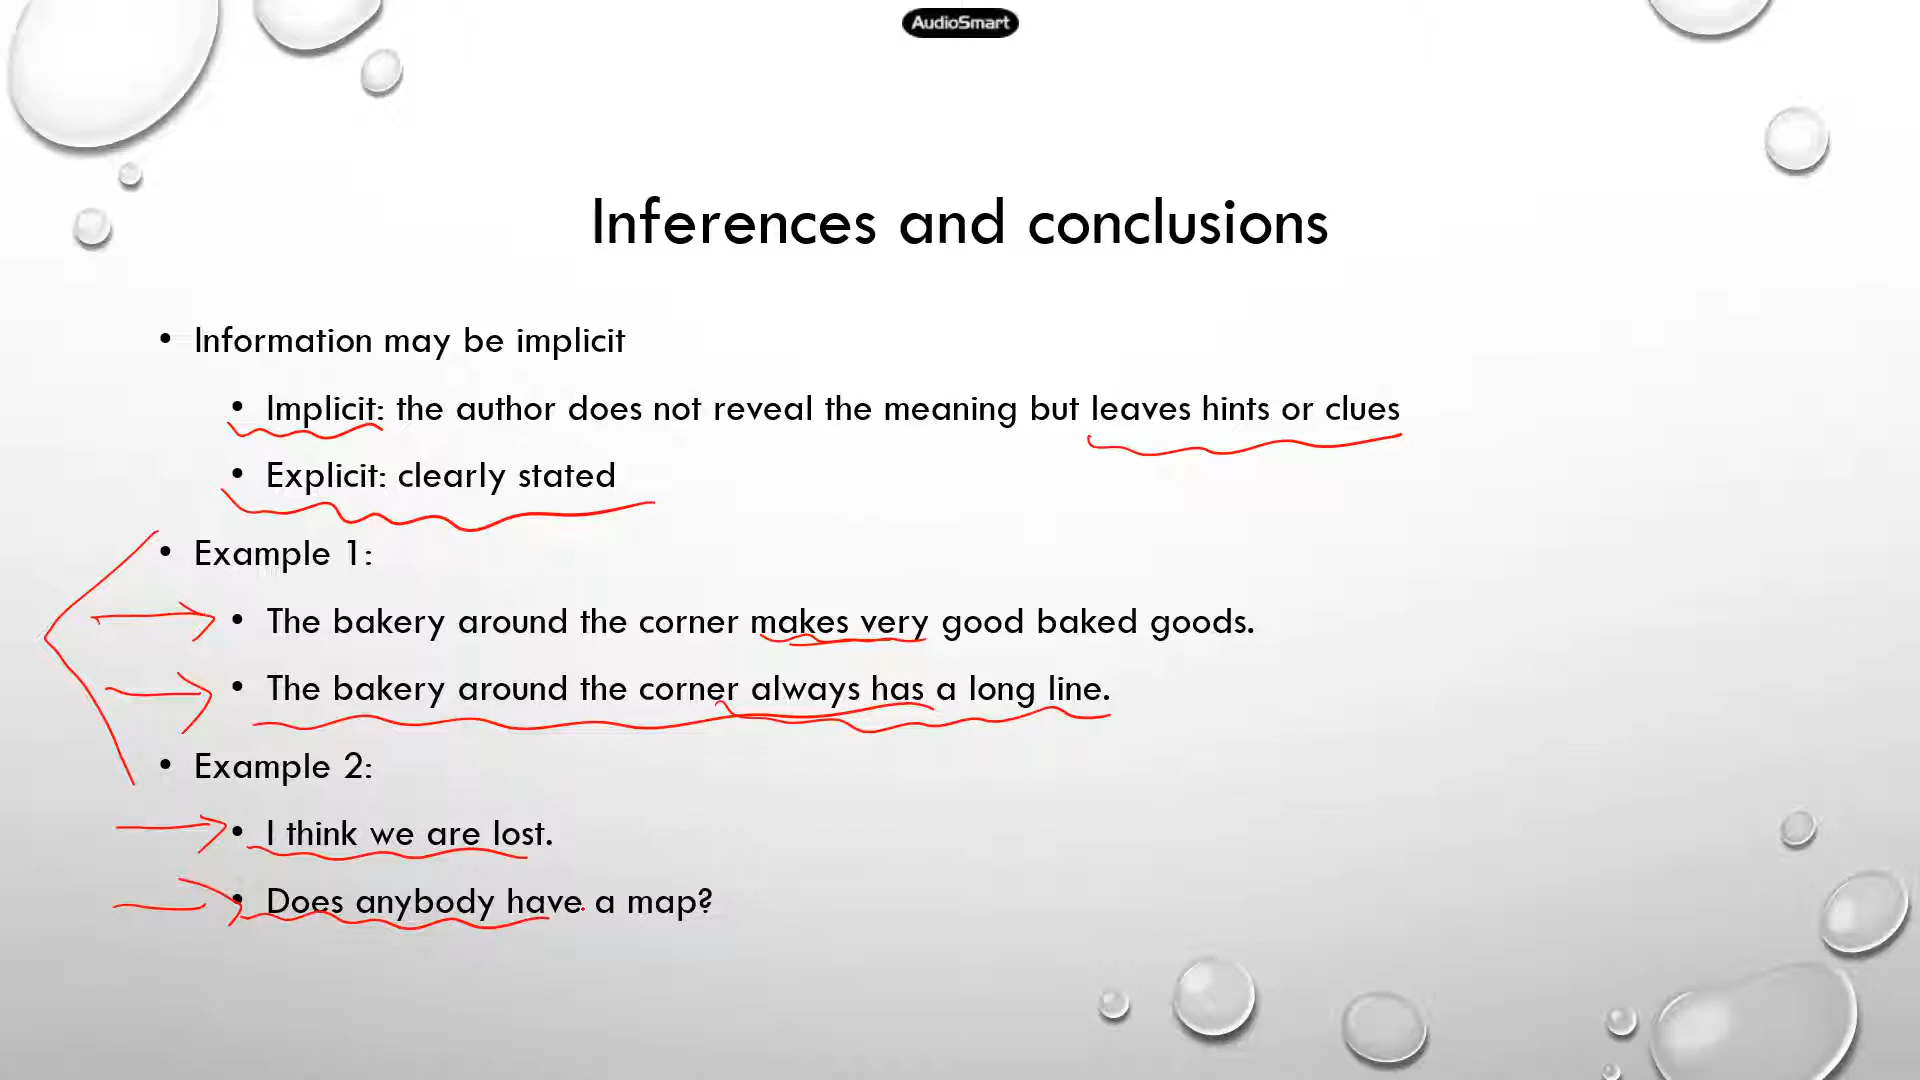 AudioSmart
Inferences and conclusions
• Information may be implicit
• Implicit: the author does not reveal the meaning but leaves hints or clues
• Explicit: clearly stated
• Example 1:
• The bakery around the corner makes very good baked goods.
• The bakery around the corner always has a long line.
• Example 2:
• I think we are lost.
• Does anybody have a map?